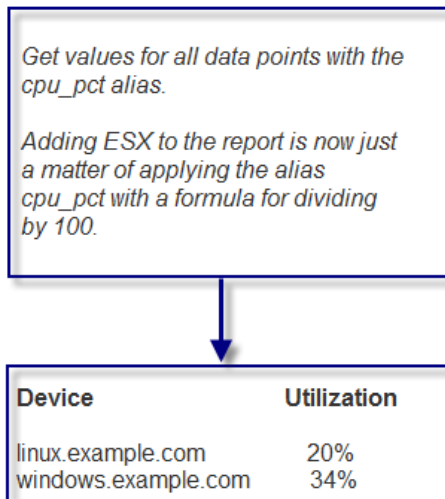 Get values for all data points with the
cpu_pct alias.
Adding ESX to the report is now just
a matter of applying the alias
cpu_pct with a formula for dividing
by 100.
Device Utilization
linux.example.com 20%
windows.example.com 34%